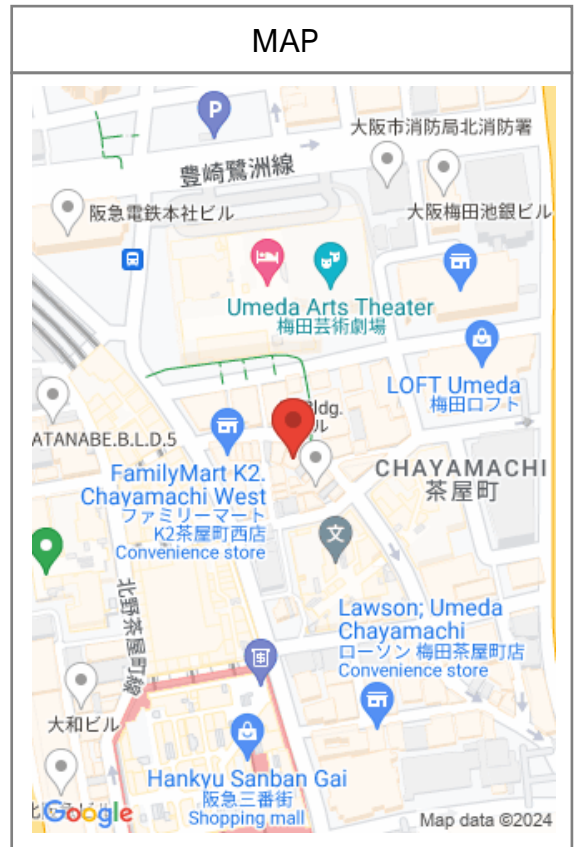 MAP
P
大阪市消防局北消防署
豊崎鷺洲線
阪急電鉄本社ビル
大阪梅田池銀ビル
Umeda Arts Theater
梅田芸術劇場
LOFT Umeda
梅田ロフト
Bldg.
ル
ATANABE.B.L.D.5
FamilyMart K2.
Chayamachi West
ファミリーマート
K2茶屋町西店
Convenience store
CHAYAMACHI
茶屋町
文
北野茶屋町線
Lawson; Umeda
Chayamachi
ローソン 梅田茶屋町店
Convenience store
$
大和ビル
Hankyu Sanban Gai
阪急三番街
Shopping mall
Google
Map data ©2024